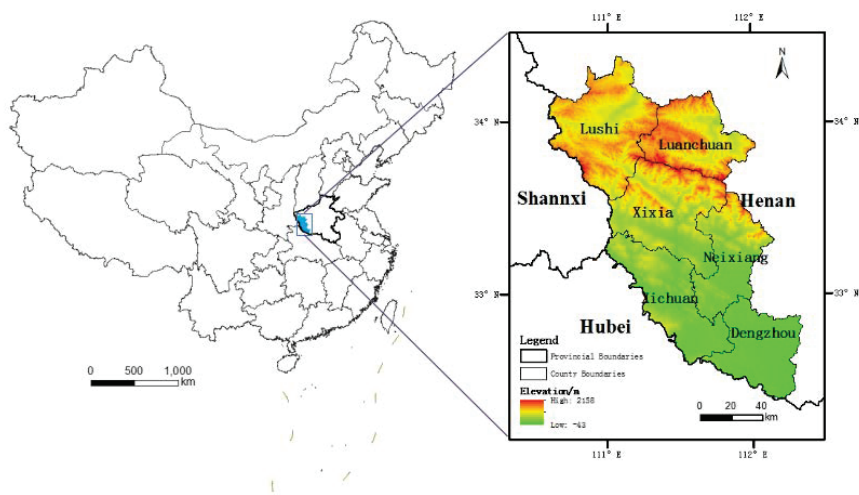 111° E 112° E
N
34° N 34° N
Lushi
Luanchuan
Shannxi Henan
Xixia
Neixiang
33° N 33° N
Xichuan
Hubei Dengzhou
Legend
Provincial Boundaries
County Boundaries
Elevation/m
High: 2158
Low: -43
0 20 40
km
111° E 112° E
0 500 1,000
km